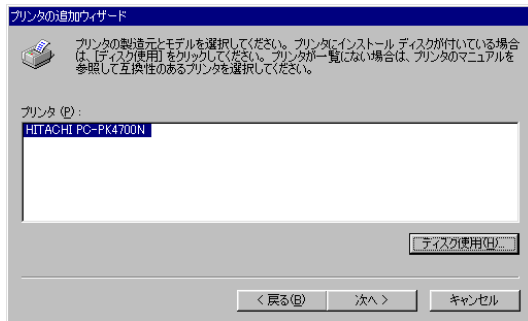 プリンタの追加ウィザード
プリンタの製造元とモデルを選択してください。プリンタにインストール ディスクが付いている場合
は、[ディスク使用] をクリックしてください。プリンタが一覧にない場合は、プリンタのマニュアルを
参照して互換性のあるプリンタを選択してください。
プリンタ (P) :
HITACHI PC-PK4700N
ディスク使用(H)...
< 戻る(B)
次へ >
キャンセル